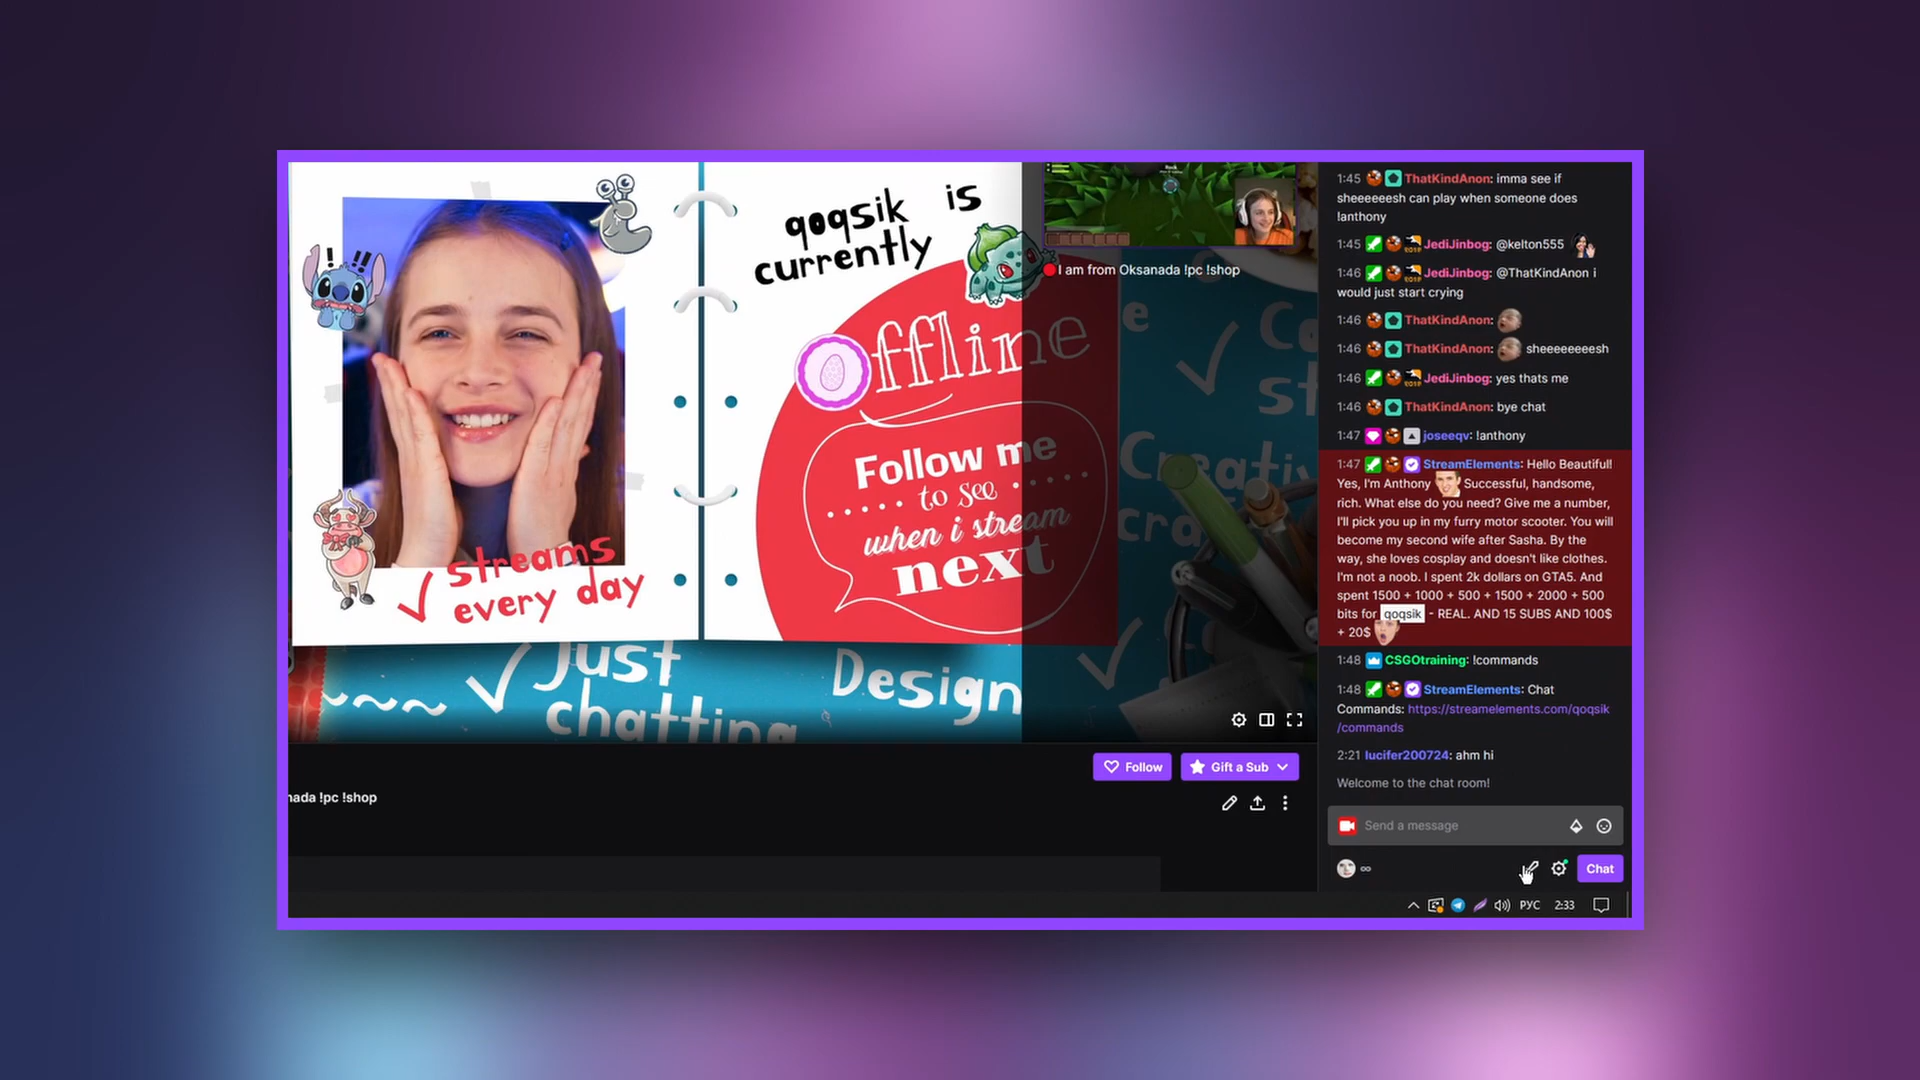 qoqsik is
currently
Offline
Follow me
to see
when i stream
next
streams
every day
Just
chatting
Design
Creativ
I am from Oksanada !pc !shop
Follow
Gift a Sub
nada !pc !shop
1:45 ThatKindAnon: imma see if
sheeeeeesh can play when someone does
!anthony
1:45 JediJinbog: @kelton555
1:46 JediJinbog: @ThatKindAnon i
would just start crying
1:46 ThatKindAnon:
1:46 ThatKindAnon: sheeeeeeesh
1:46 JediJinbog: yes thats me
1:46 ThatKindAnon: bye chat
1:47 joseeqv: !anthony
1:47 StreamElements: Hello Beautiful!
Yes, I'm Anthony Successful, handsome,
rich. What else do you need? Give me a number,
I'll pick you up in my furry motor scooter. You will
become my second wife after Sasha. By the
way, she loves cosplay and doesn't like clothes.
I'm not a noob. I spent 2k dollars on GTA5. And
spent 1500 + 1000 + 500 + 1500 + 2000 + 500
bits for qoqsik - REAL. AND 15 SUBS AND 100$
+ 20$
1:48 CSGOtraining: !commands
1:48 StreamElements: Chat
Commands: https://streamelements.com/qoqsik
/commands
2:21 lucifer200724: ahm hi
Welcome to the chat room!
Send a message
∞
Chat
РУС 2:33